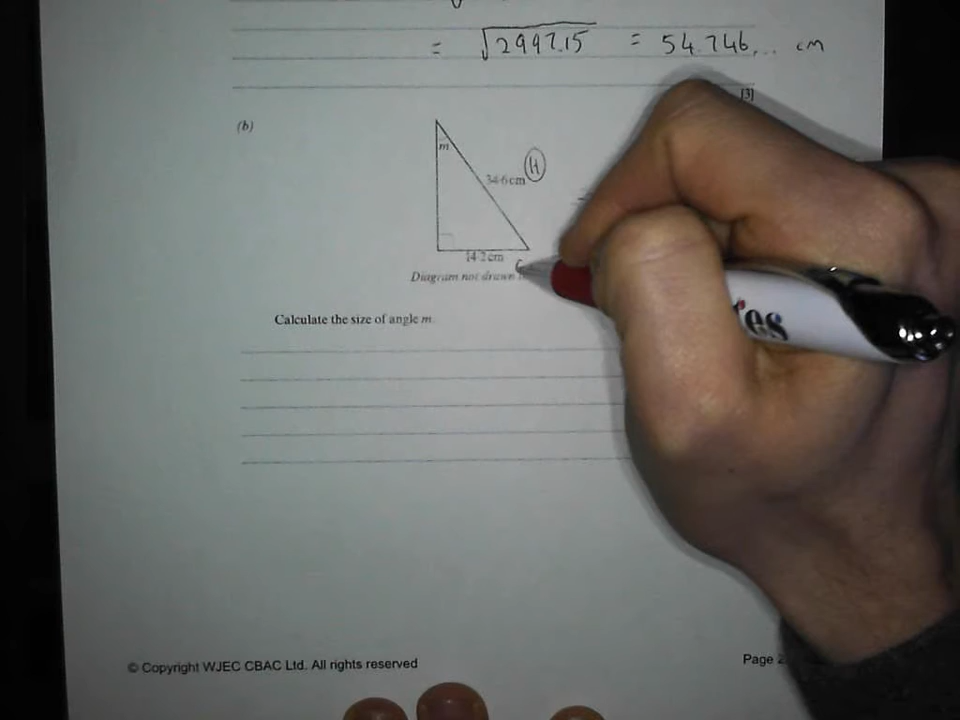 = √2997.15 = 54.746... cm
[3]
(b)
m
34·6cm H
14·2cm
Diagram not drawn
Calculate the size of angle m.
© Copyright WJEC CBAC Ltd. All rights reserved
Page 2